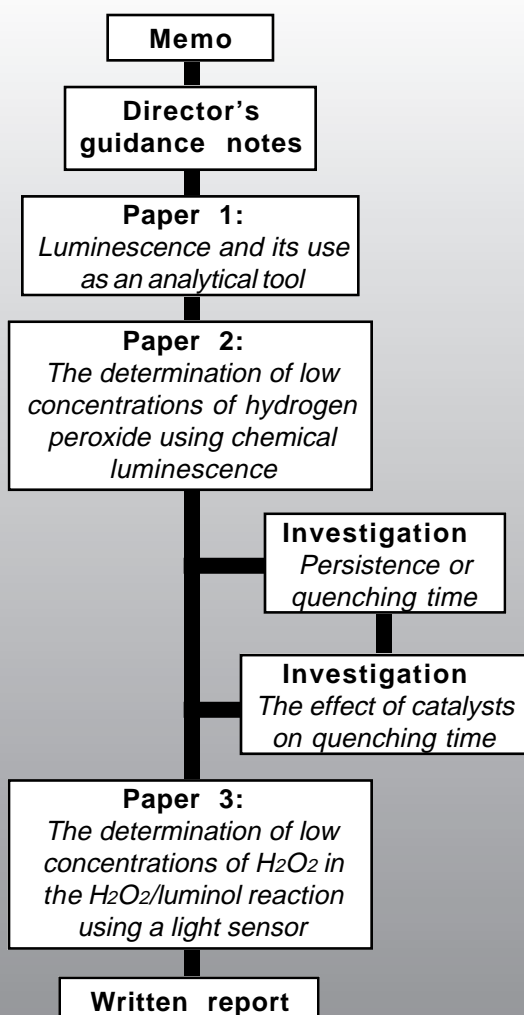 Memo
Director's
guidance notes
Paper 1:
Luminescence and its use
as an analytical tool
Paper 2:
The determination of low
concentrations of hydrogen
peroxide using chemical
luminescence
Investigation
Persistence or
quenching time
Investigation
The effect of catalysts
on quenching time
Paper 3:
The determination of low
concentrations of H2O2 in
the H2O2/luminol reaction
using a light sensor
Written report